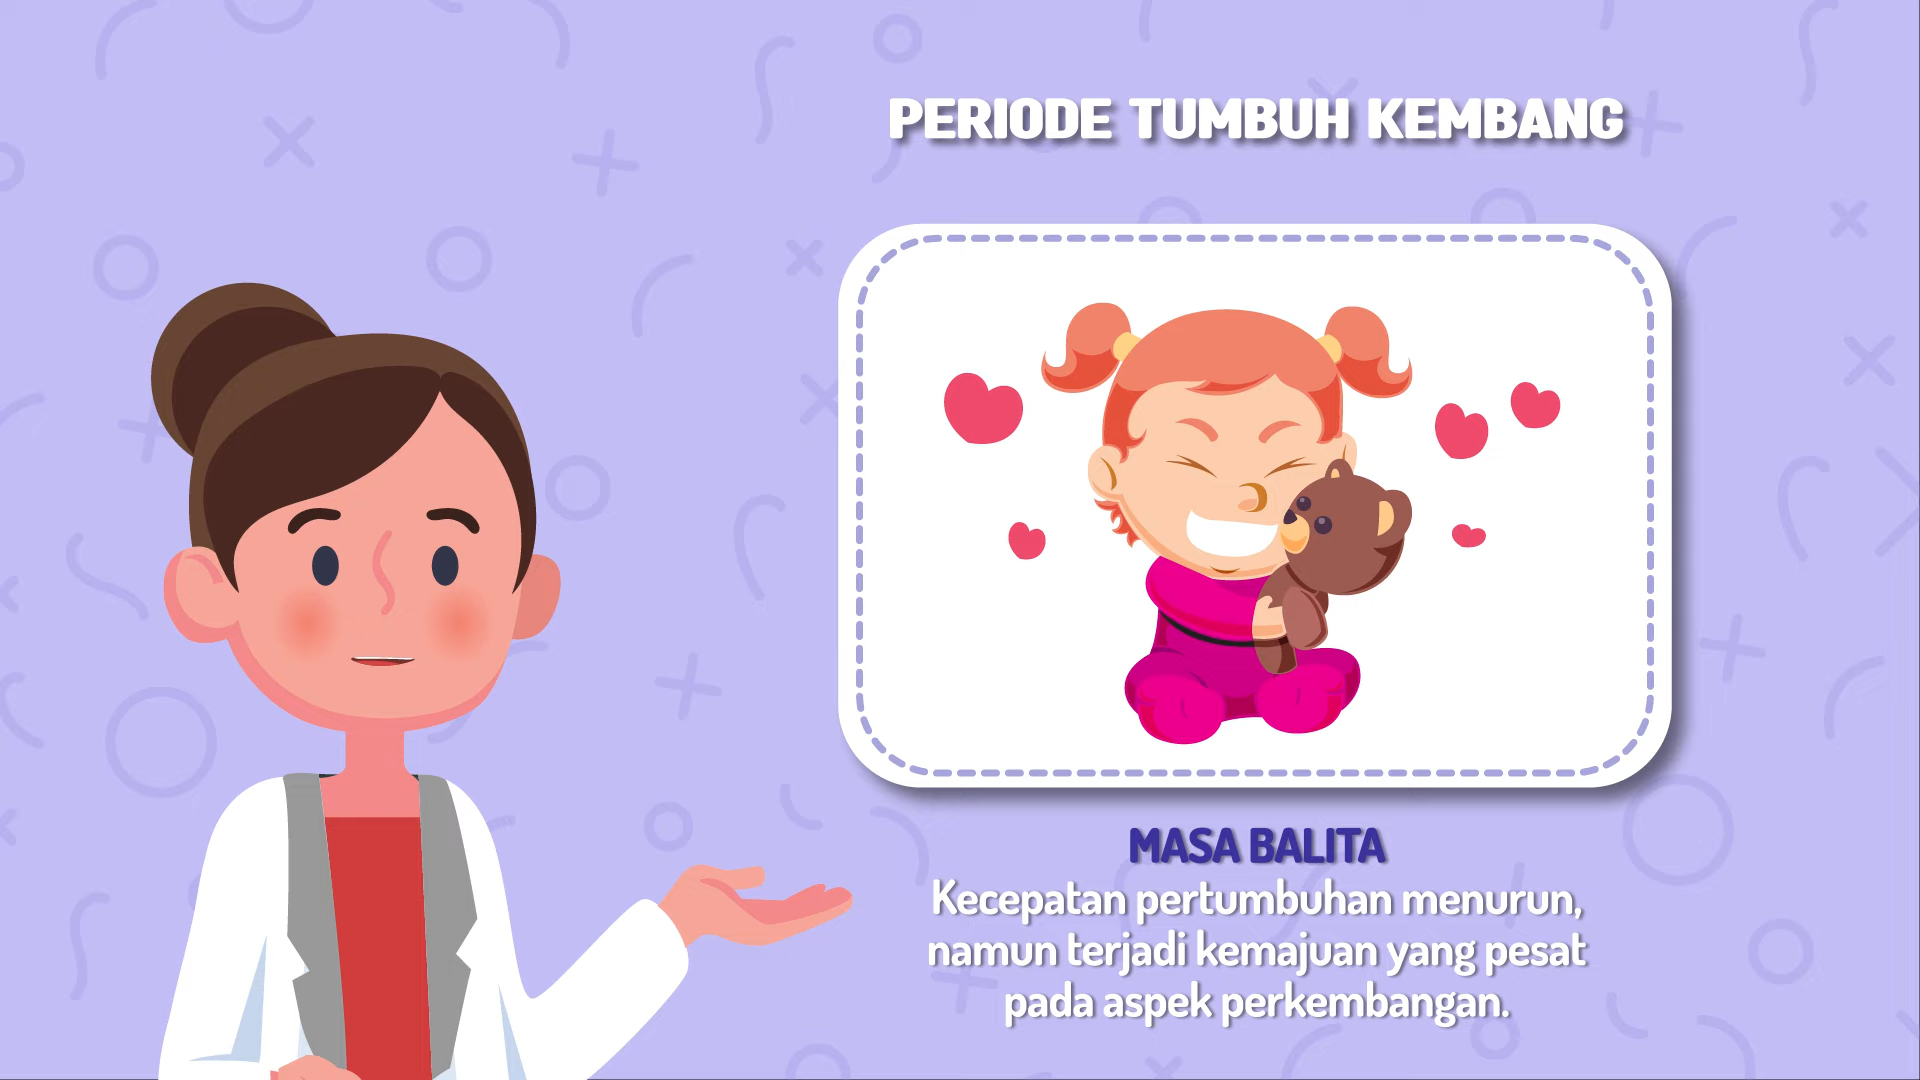 PERIODE TUMBUH KEMBANG
MASA BALITA
Kecepatan pertumbuhan menurun,
namun terjadi kemajuan yang pesat
pada aspek perkembangan.